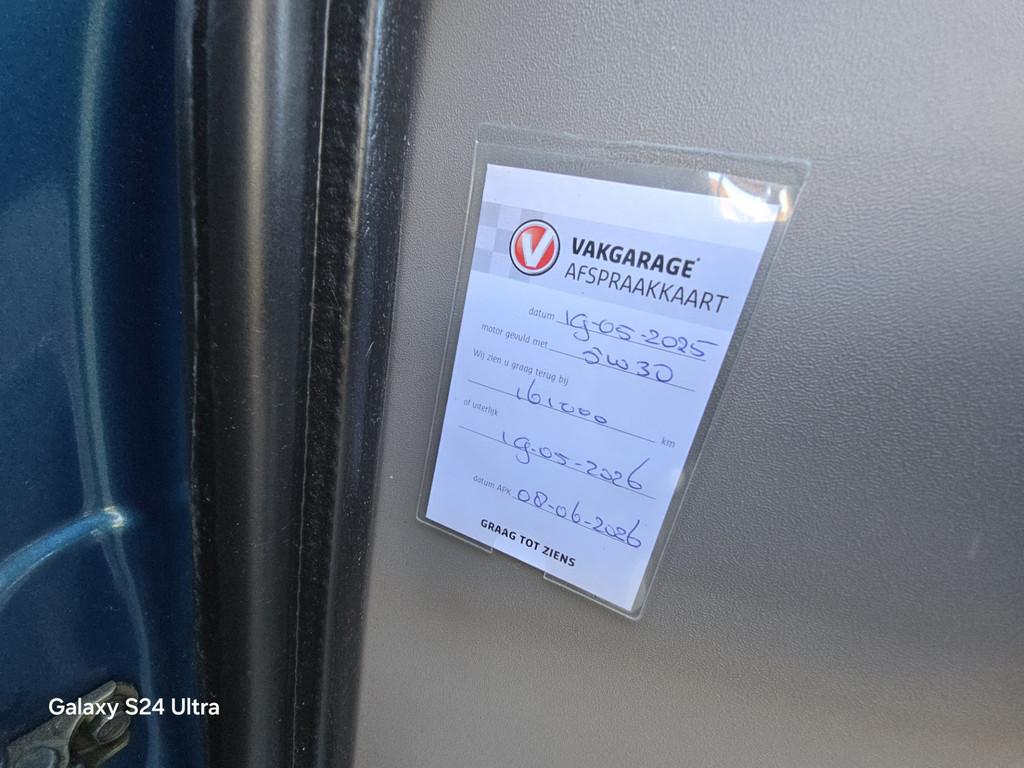 V VAKGARAGE
AFSPRAAKKAART
datum 19-05-2025
motor gevuld met 5w30
Wij zien u graag terug bij
161000 km
of uiterlijk
19-05-2026
datum APK 08-06-2026
GRAAG TOT ZIENS
Galaxy S24 Ultra